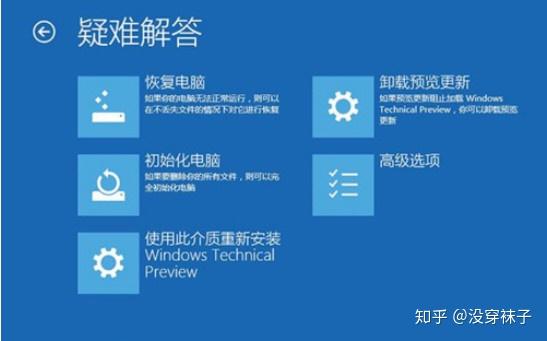 疑难解答
恢复电脑
如果你的电脑无法正常运行，则可以
在不丢失文件的情况下对它进行恢复
卸载预览更新
如果预览更新阻止加载 Windows
Technical Preview，你可以卸载预览
更新
初始化电脑
如果要删除你的所有文件，则可以完
全初始化电脑
高级选项
使用此介质重新安装
Windows Technical
Preview
知乎 @没穿袜子